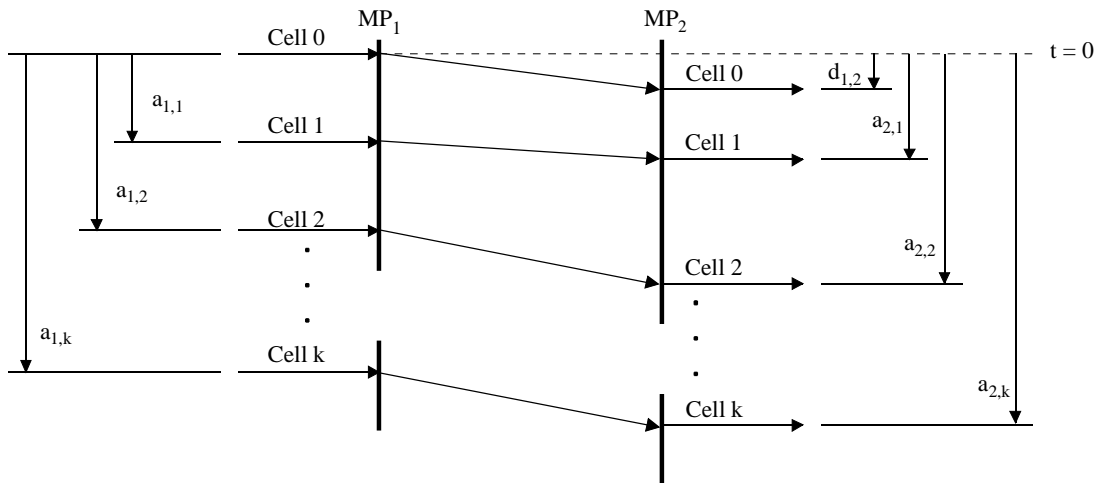 MP1 MP2
Cell 0 t = 0
Cell 0 d1,2
a1,1
Cell 1 Cell 1 a2,1
a1,2
Cell 2
a2,2
Cell 2
a1,k
Cell k
a2,k
Cell k